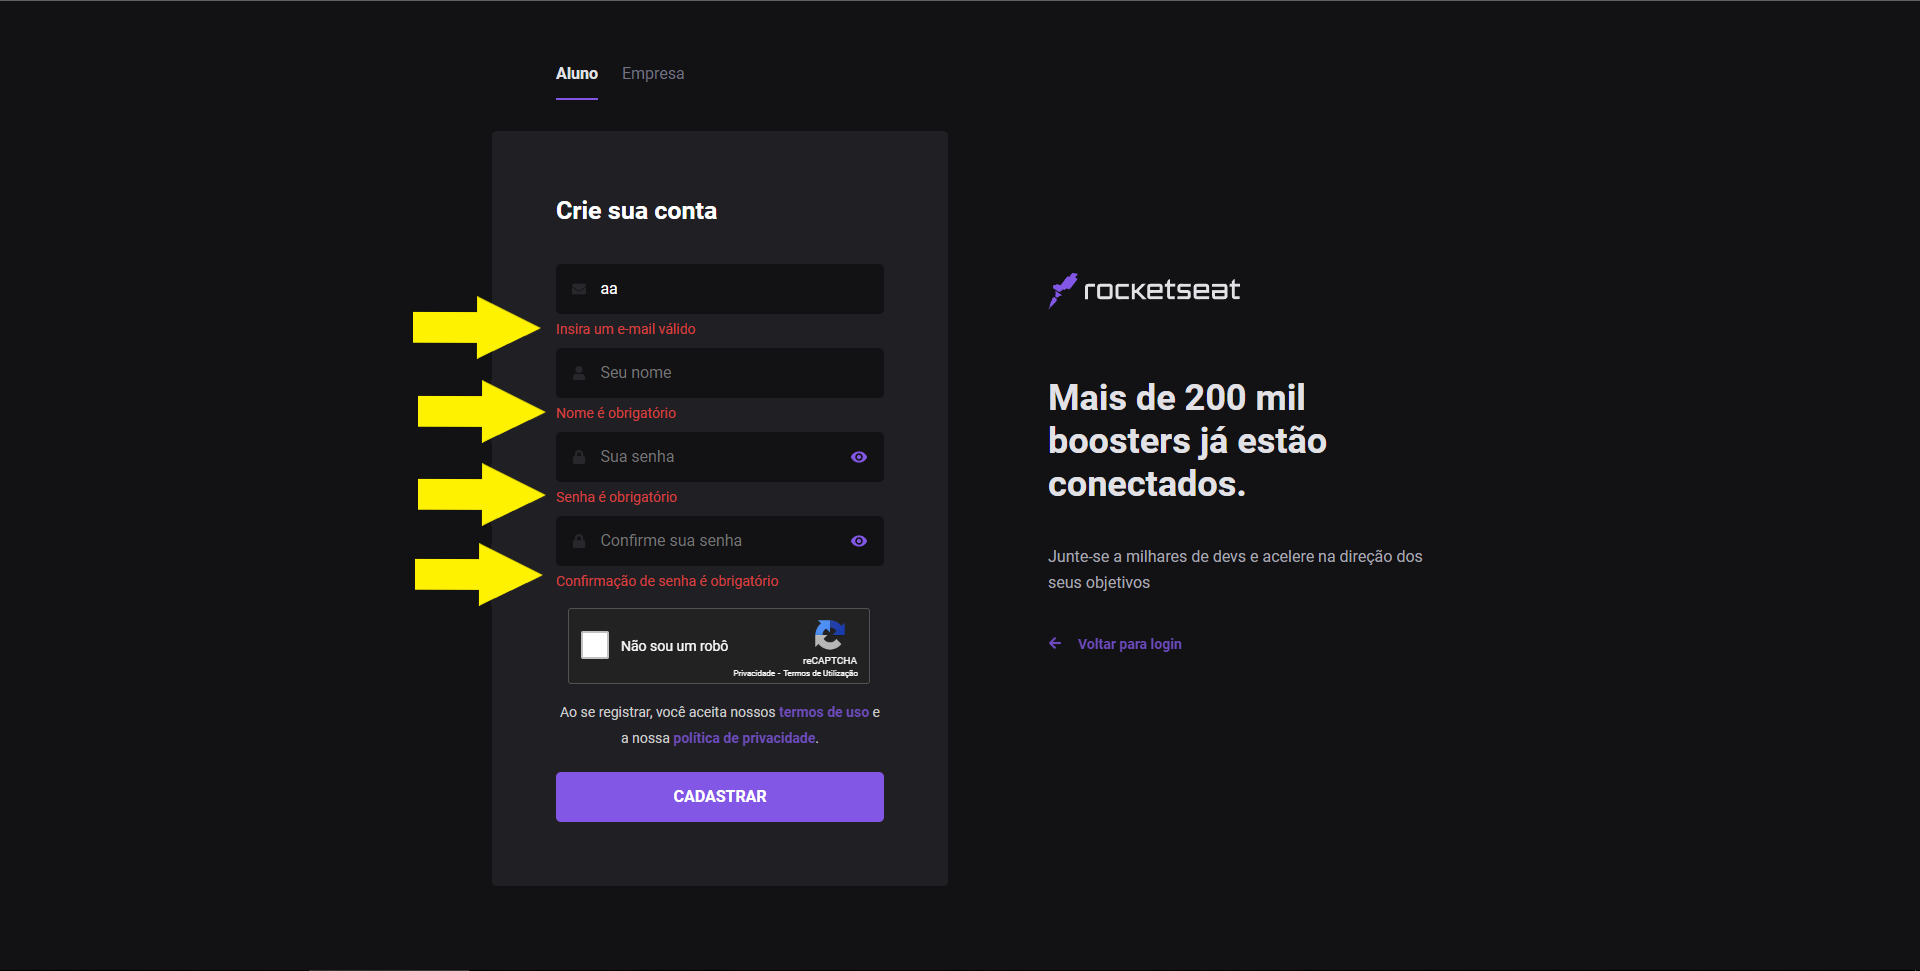 Aluno Empresa
Crie sua conta
aa
Insira um e-mail válido
Seu nome
Nome é obrigatório
Sua senha
Senha é obrigatório
Confirme sua senha
Confirmação de senha é obrigatório
Não sou um robô
reCAPTCHA
Privacidade - Termos de Utilização
Ao se registrar, você aceita nossos termos de uso e
a nossa política de privacidade.
CADASTRAR
rocketseat
Mais de 200 mil
boosters já estão
conectados.
Junte-se a milhares de devs e acelere na direção dos
seus objetivos
Voltar para login